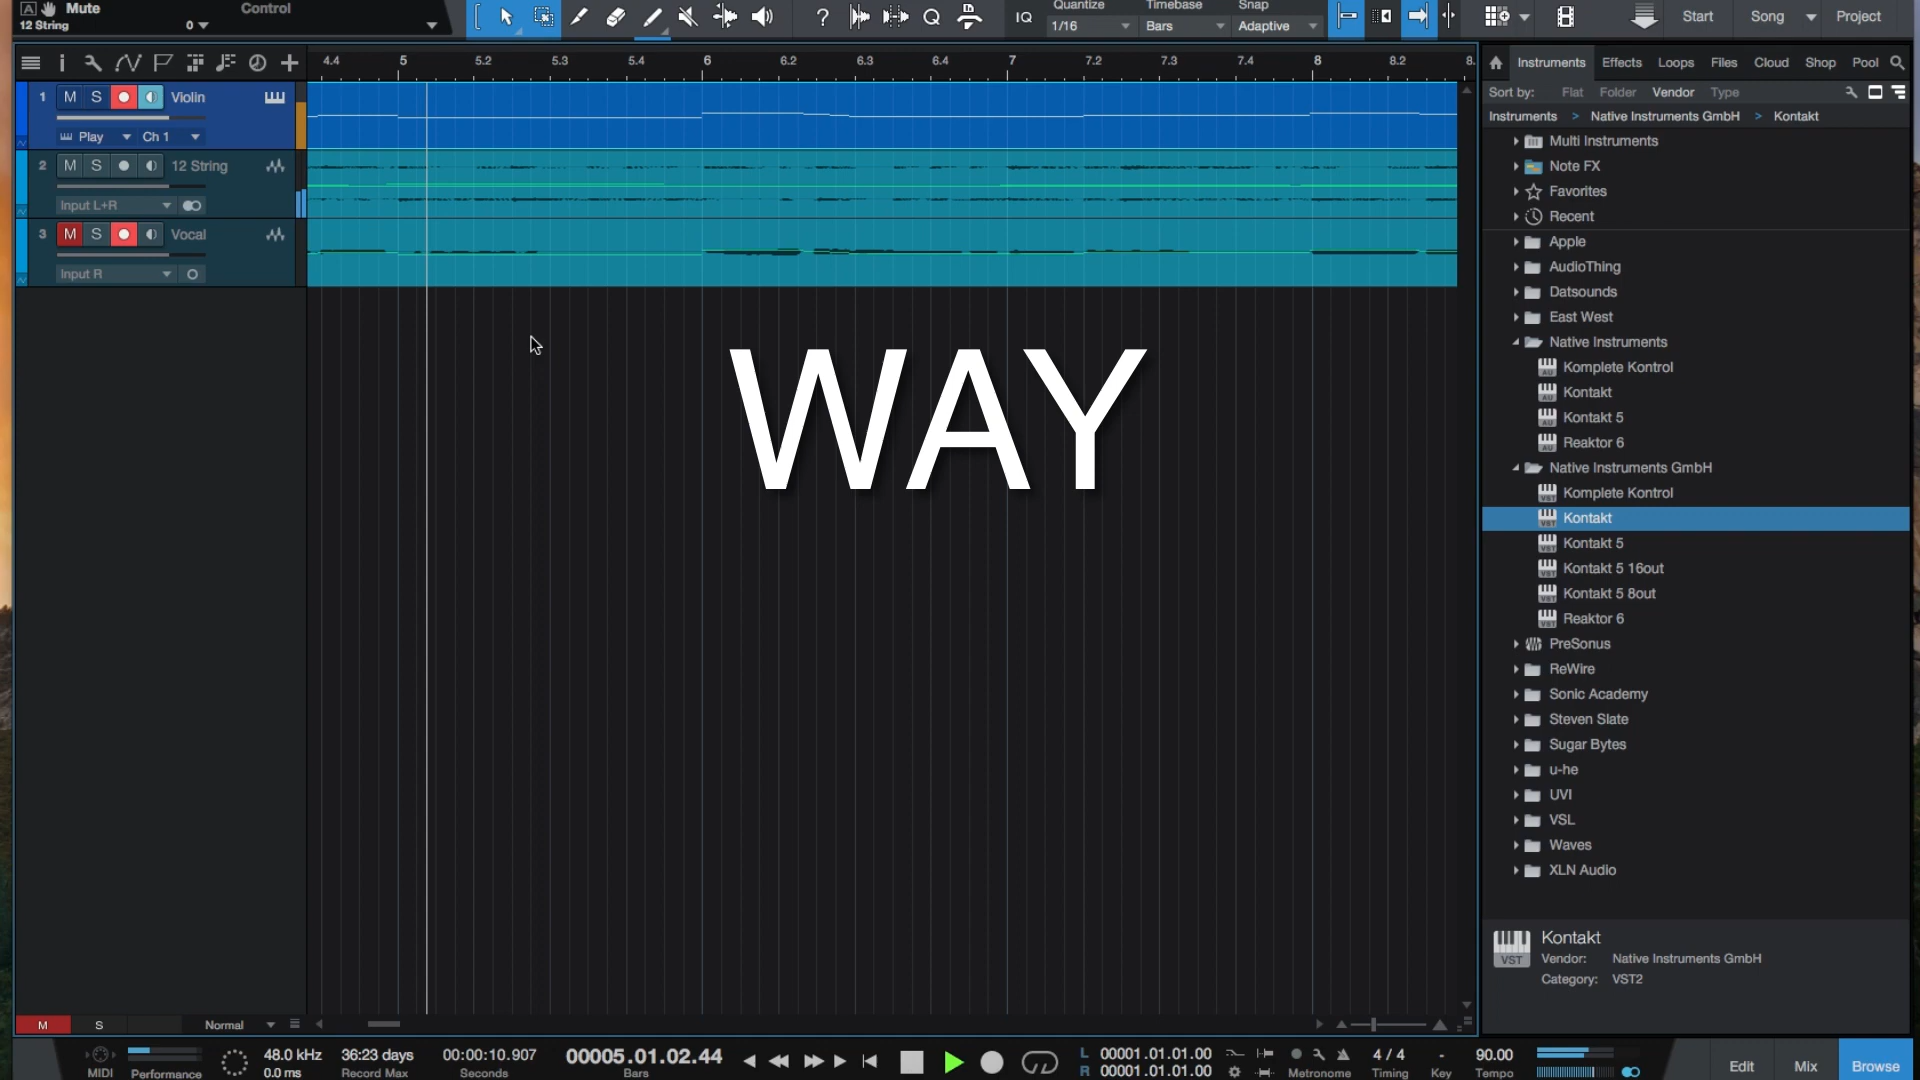 A Mute Control
12 String 0
Quantize Timebase Snap
IQ 1/16 Bars Adaptive
Start Song Project
4.4 5 5.2 5.3 5.4 6 6.2 6.3 6.4 7 7.2 7.3 7.4 8 8.2 8.
1 M S Violin
Play Ch 1
2 M S 12 String
Input L+R
3 M S Vocal
Input R
WAY
Instruments Effects Loops Files Cloud Shop Pool
Sort by: Flat Folder Vendor Type
Instruments > Native Instruments GmbH > Kontakt
Multi Instruments
Note FX
Favorites
Recent
Apple
AudioThing
Datsounds
East West
Native Instruments
Komplete Kontrol
Kontakt
Kontakt 5
Reaktor 6
Native Instruments GmbH
Komplete Kontrol
Kontakt
Kontakt 5
Kontakt 5 16out
Kontakt 5 8out
Reaktor 6
PreSonus
ReWire
Sonic Academy
Steven Slate
Sugar Bytes
u-he
UVI
VSL
Waves
XLN Audio
VST
Kontakt
Vendor: Native Instruments GmbH
Category: VST2
M S Normal
MIDI Performance
48.0 kHz
0.0 ms
36:23 days
Record Max
00:00:10.907
Seconds
00005.01.02.44
Bars
L 00001.01.01.00
R 00001.01.01.00
Metronome
4 / 4
Timing
-
Key
90.00
Tempo
Edit Mix Browse